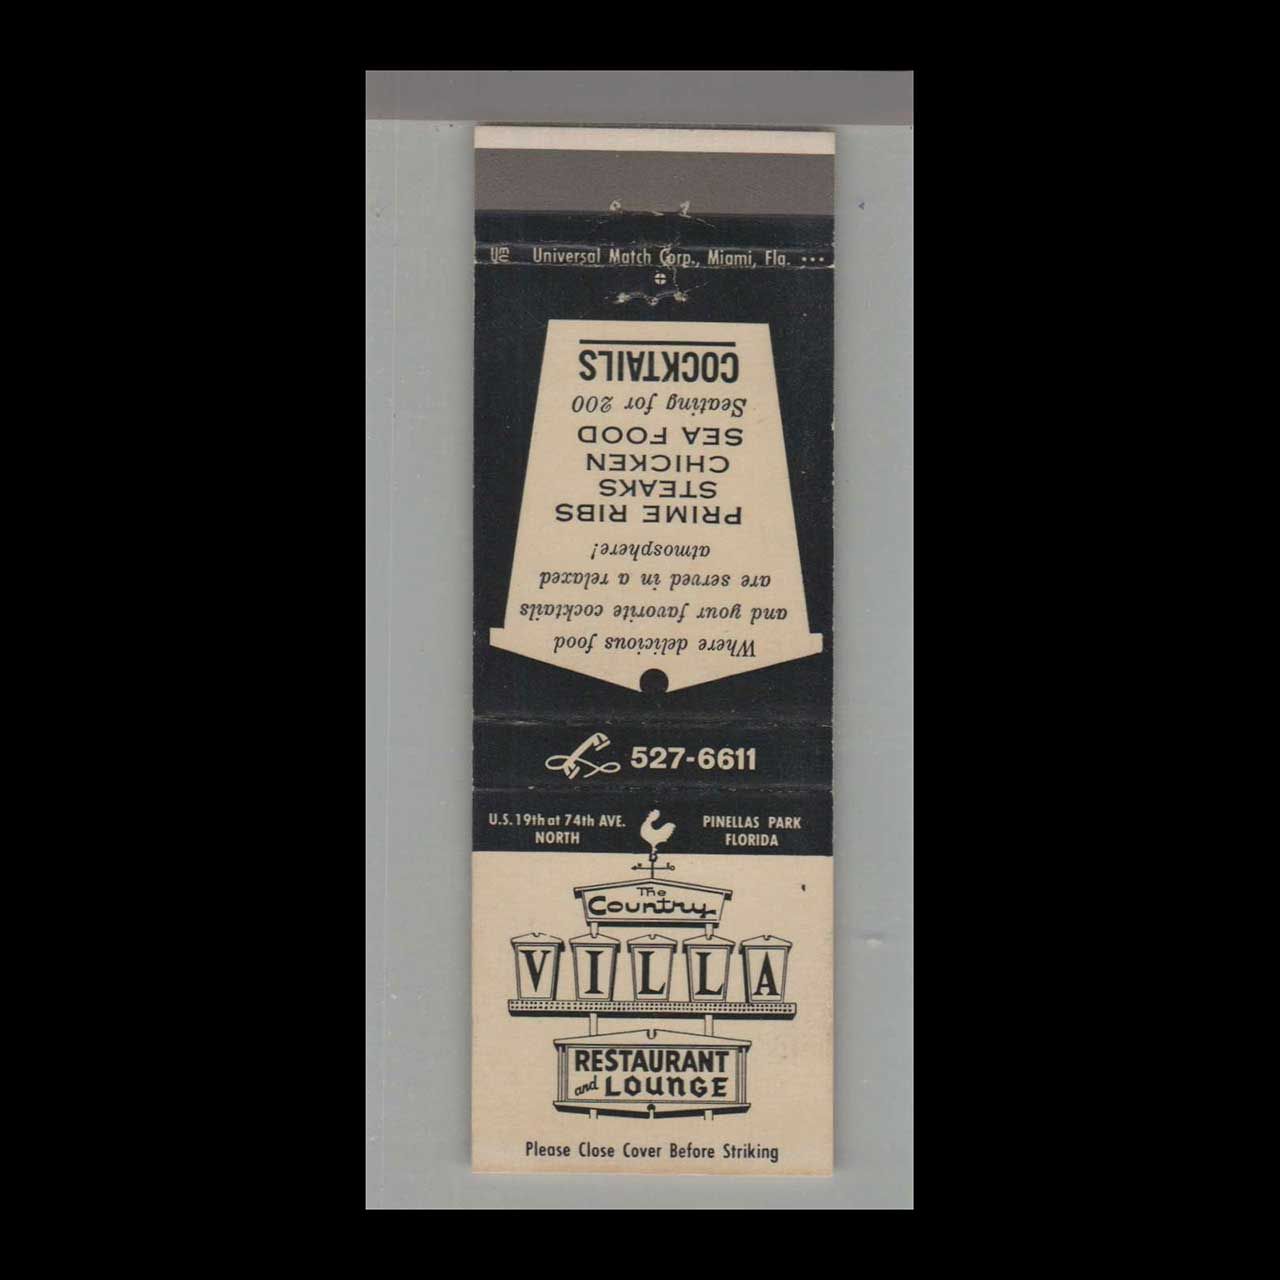 UMC Universal Match Corp., Miami, Fla.
Where delicious food
and your favorite cocktails
are served in a relaxed
atmosphere!
PRIME RIBS
STEAKS
CHICKEN
SEA FOOD
Seating for 200
COCKTAILS
527-6611
U.S. 19th at 74th AVE.
NORTH
PINELLAS PARK
FLORIDA
The
Country
VILLA
RESTAURANT
and LOUNGE
Please Close Cover Before Striking